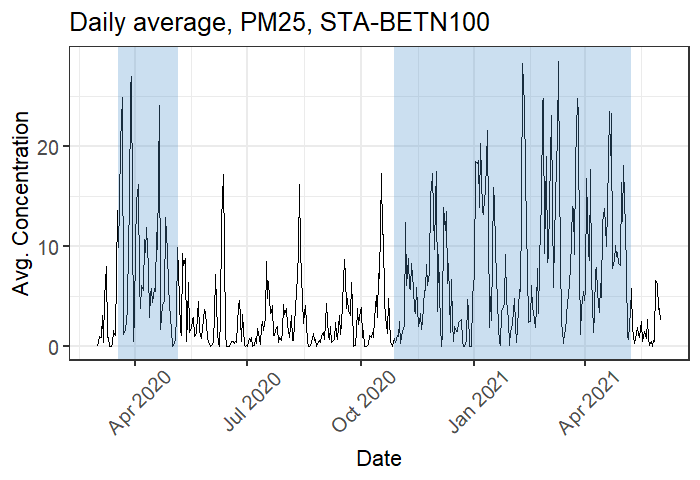 Daily average, PM25, STA-BETN100
Avg. Concentration
20
10
0
Apr 2020
Jul 2020
Oct 2020
Jan 2021
Apr 2021
Date